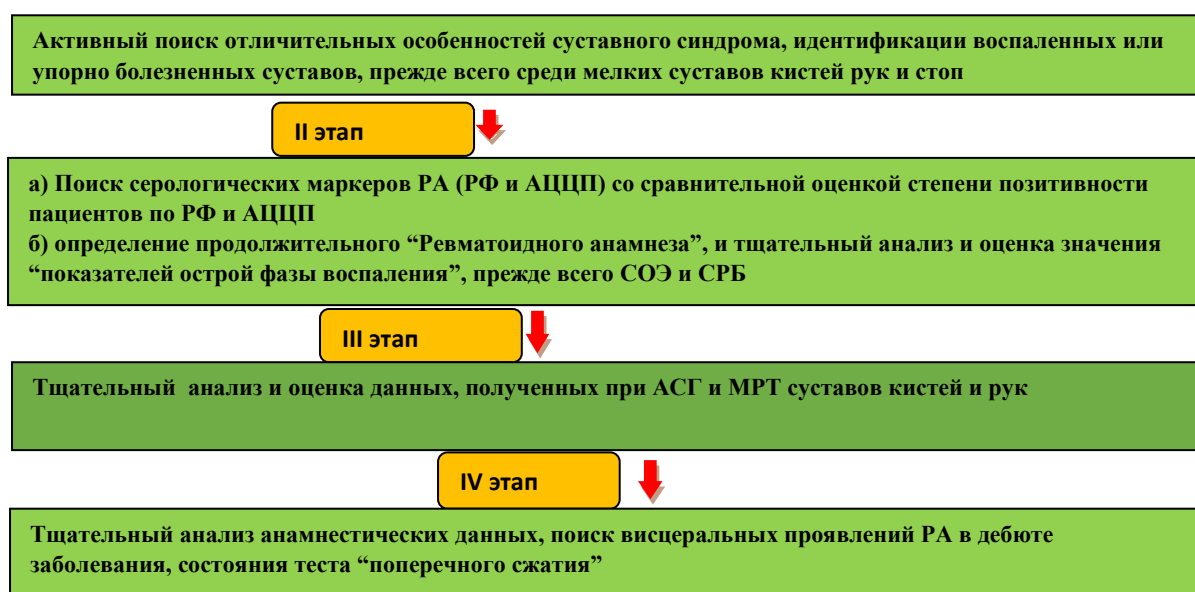 Активный поиск отличительных особенностей суставного синдрома, идентификации воспаленных или
упорно болезненных суставов, прежде всего среди мелких суставов кистей рук и стоп
II этап
а) Поиск серологических маркеров РА (РФ и АЦЦП) со сравнительной оценкой степени позитивности
пациентов по РФ и АЦЦП
б) определение продолжительного “Ревматоидного анамнеза”, и тщательный анализ и оценка значения
“показателей острой фазы воспаления”, прежде всего СОЭ и СРБ
III этап
Тщательный анализ и оценка данных, полученных при АСГ и МРТ суставов кистей и рук
IV этап
Тщательный анализ анамнестических данных, поиск висцеральных проявлений РА в дебюте
заболевания, состояния теста “поперечного сжатия”